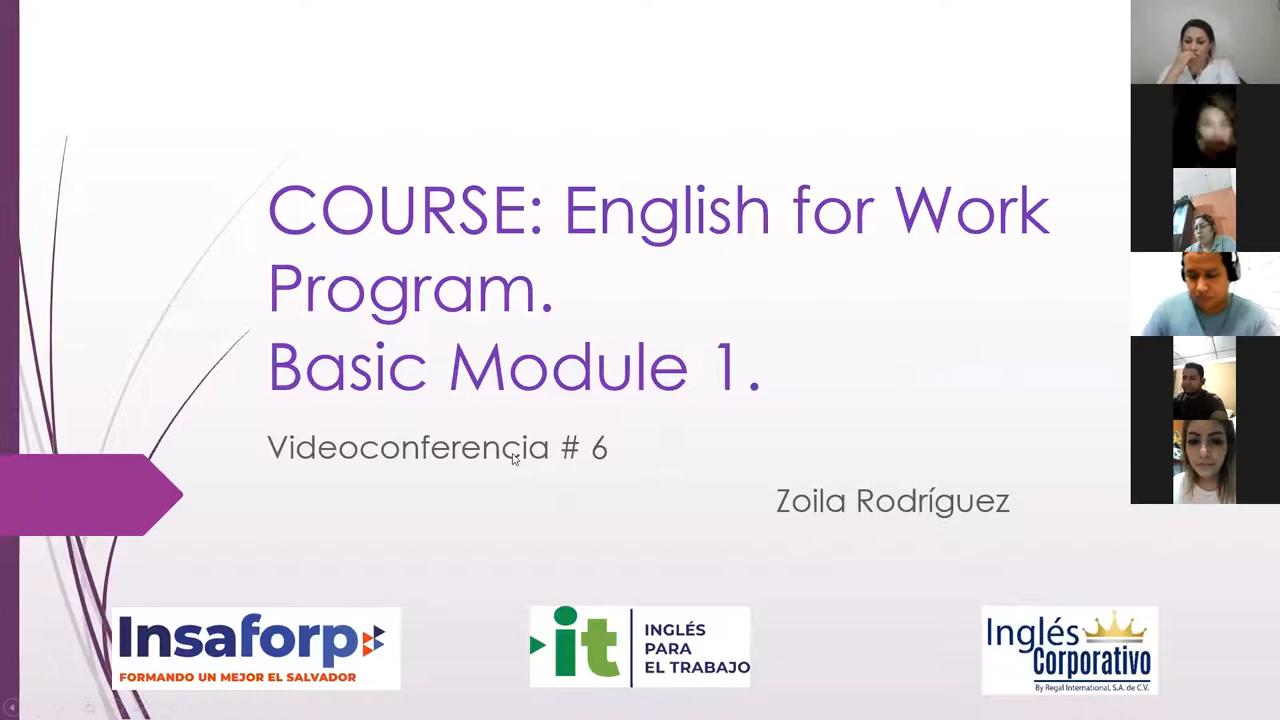 COURSE: English for Work
Program.
Basic Module 1.
Videoconferencia # 6
Zoila Rodríguez
Insaforp
FORMANDO UN MEJOR EL SALVADOR
it
INGLÉS
PARA
EL TRABAJO
Inglés
Corporativo
By Regal International, S.A. de C.V.